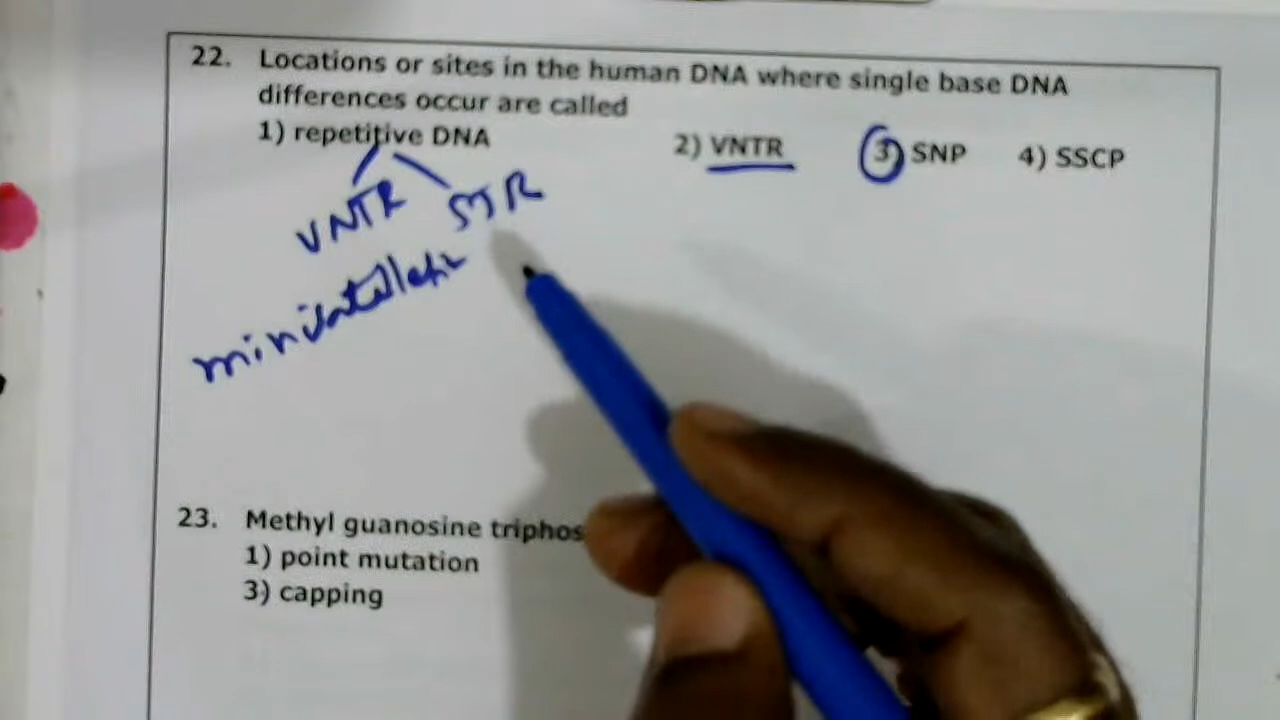 22. Locations or sites in the human DNA where single base DNA
differences occur are called
1) repetitive DNA 2) VNTR 3) SNP 4) SSCP
VNTR STR
23. Methyl guanosine triphos
1) point mutation
3) capping